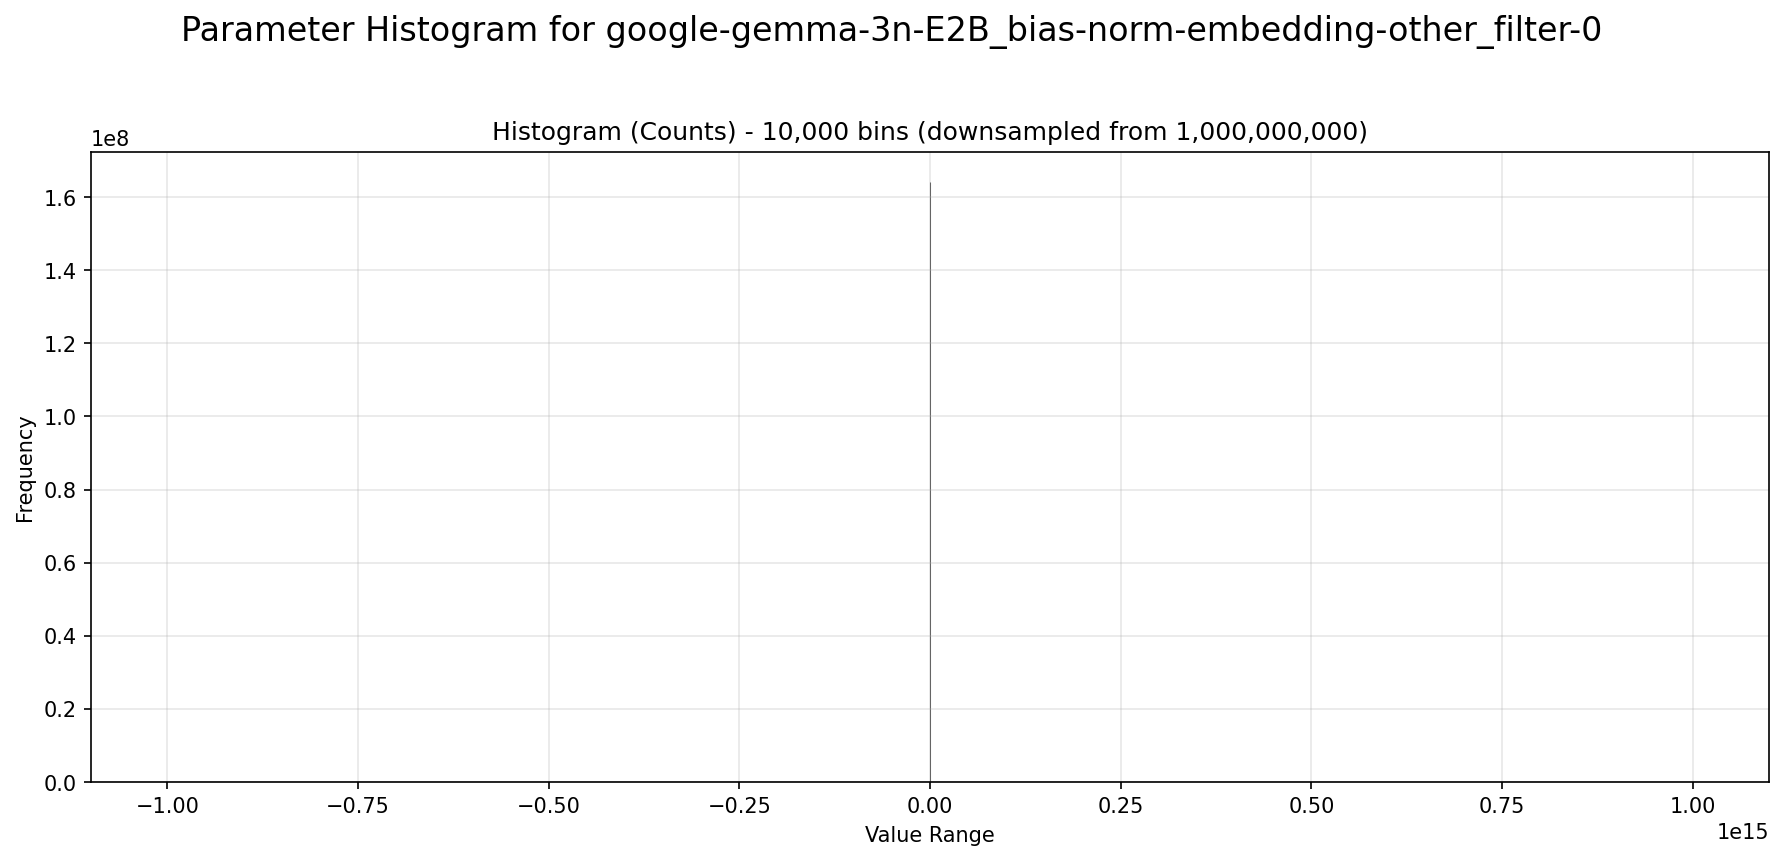 Parameter Histogram for google-gemma-3n-E2B_bias-norm-embedding-other_filter-0
Histogram (Counts) - 10,000 bins (downsampled from 1,000,000,000)
1e8
1.6
1.4
1.2
1.0
0.8
0.6
0.4
0.2
0.0
Frequency
−1.00 −0.75 −0.50 −0.25 0.00 0.25 0.50 0.75 1.00
1e15
Value Range